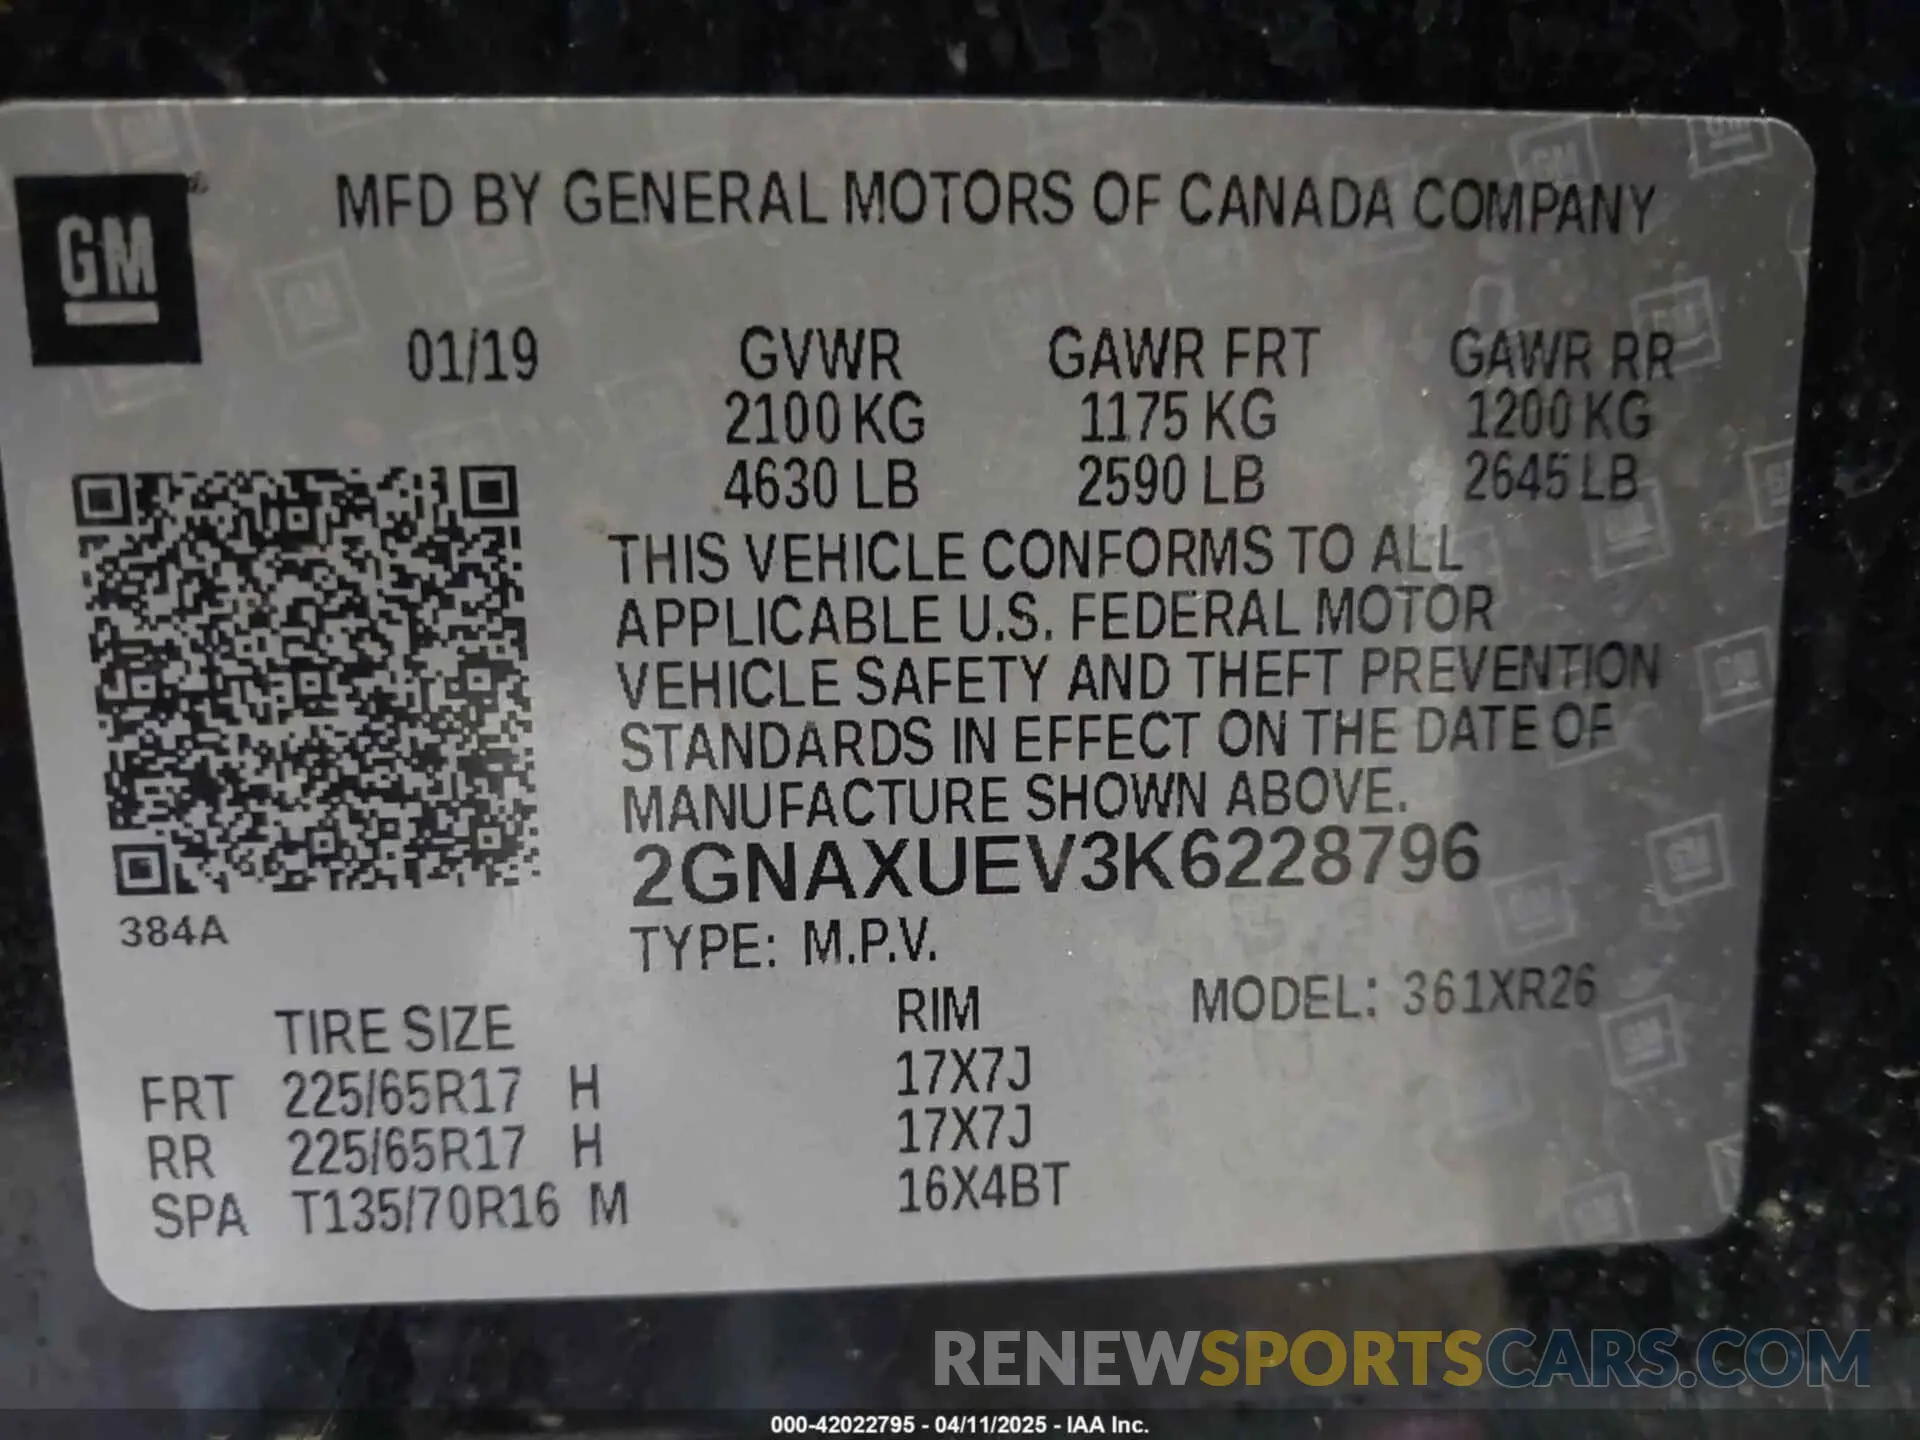 MFD BY GENERAL MOTORS OF CANADA COMPANY
GM
01/19 GVWR GAWR FRT GAWR RR
2100 KG 1175 KG 1200 KG
4630 LB 2590 LB 2645 LB
THIS VEHICLE CONFORMS TO ALL
APPLICABLE U.S. FEDERAL MOTOR
VEHICLE SAFETY AND THEFT PREVENTION
STANDARDS IN EFFECT ON THE DATE OF
MANUFACTURE SHOWN ABOVE.
2GNAXUEV3K6228796
384A
TYPE: M.P.V.
TIRE SIZE RIM MODEL: 361XR26
FRT 225/65R17 H 17X7J
RR 225/65R17 H 17X7J
SPA T135/70R16 M 16X4BT
RENEWSPORTSCARS.COM
000-42022795 - 04/11/2025 - IAA Inc.